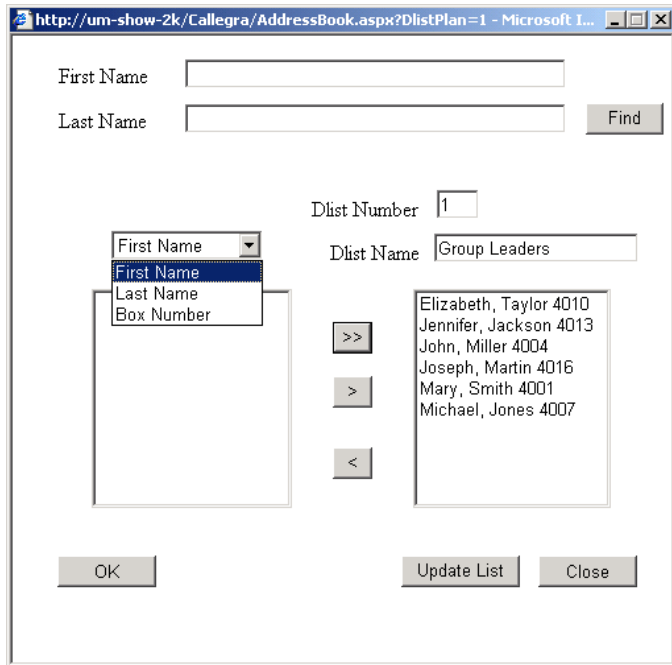 http://um-show-2k/Callegra/AddressBook.aspx?DlistPlan=1 - Microsoft I...
First Name
Last Name
Find
Dlist Number 1
First Name
Dlist Name Group Leaders
First Name
Last Name
Box Number
>>
>
<
Elizabeth, Taylor 4010
Jennifer, Jackson 4013
John, Miller 4004
Joseph, Martin 4016
Mary, Smith 4001
Michael, Jones 4007
OK
Update List
Close